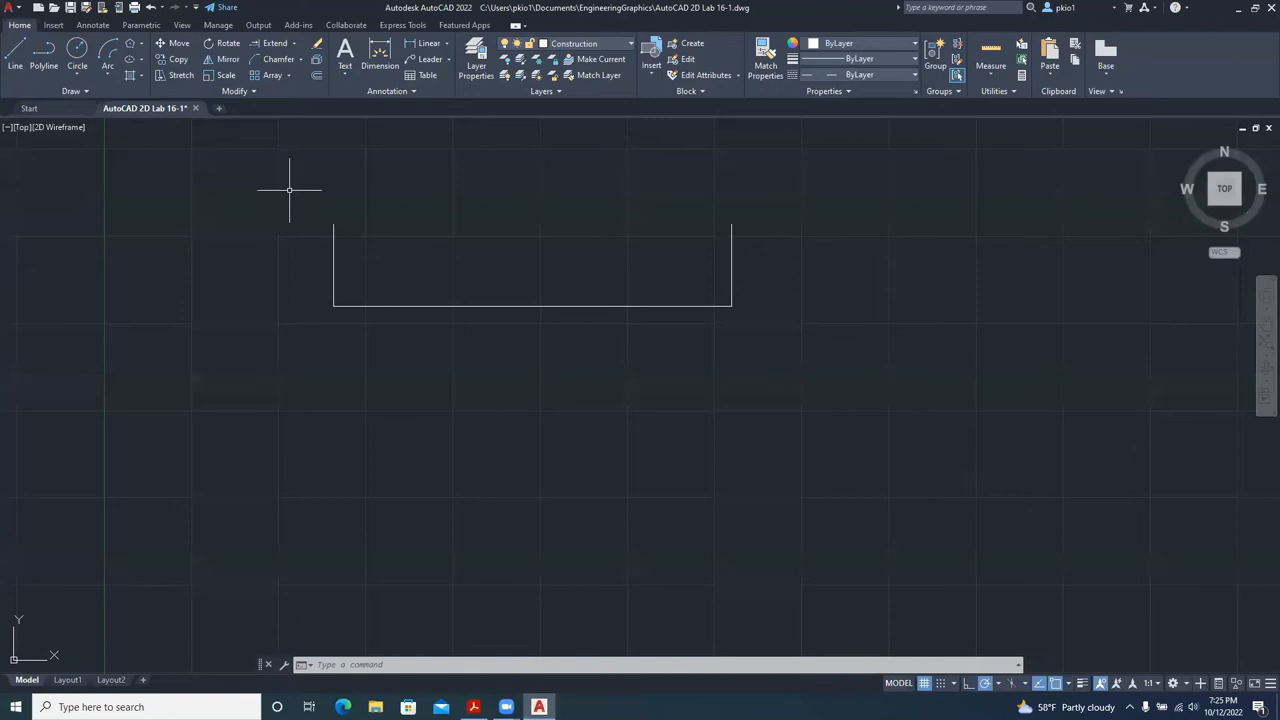 Share
Autodesk AutoCAD 2022 C:\Users\pkio1\Documents\EngineeringGraphics\AutoCAD 2D Lab 16-1.dwg
Type a keyword or phrase
pkio1
Home Insert Annotate Parametric View Manage Output Add-ins Collaborate Express Tools Featured Apps
Line Polyline Circle Arc
Move Rotate Extend
Copy Mirror Chamfer
Stretch Scale Array
Text Dimension
Linear
Leader
Table
Layer Properties
Construction
Make Current
Match Layer
Insert
Create
Edit
Edit Attributes
Match Properties
ByLayer
ByLayer
ByLayer
Group
Measure
Paste
Base
Draw Modify Annotation Layers Block Properties Groups Utilities Clipboard View
Start AutoCAD 2D Lab 16-1*
[−][Top][2D Wireframe]
N
W TOP E
S
WCS
Y
X
Type a command
Model Layout1 Layout2
MODEL 1:1
Type here to search
58°F Partly cloudy
7:25 PM
10/12/2022